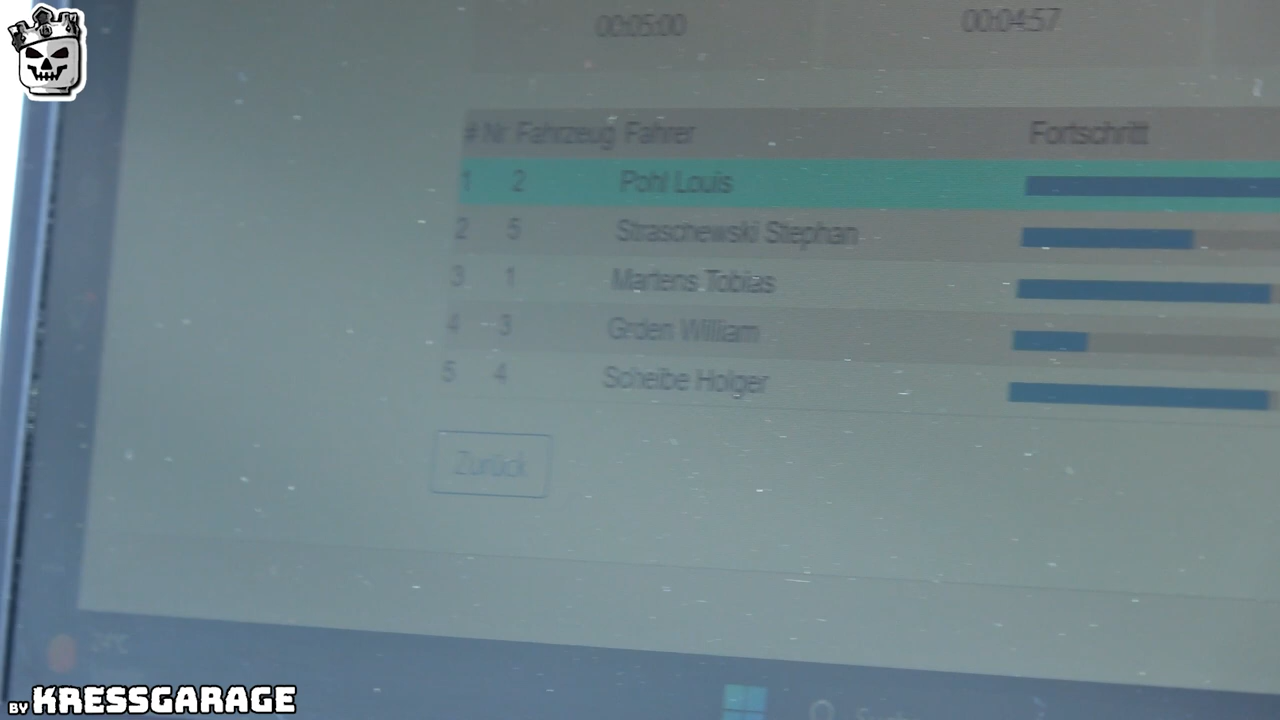 00:05:00 00:04:57
# Nr. Fahrzeug Fahrer Fortschritt
1 2 Pohl Louis
2 5 Straschewski Stephan
3 1 Martens Tobias
4 3 Grden William
5 4 Scheibe Holger
Zurück
BY KRESSGARAGE